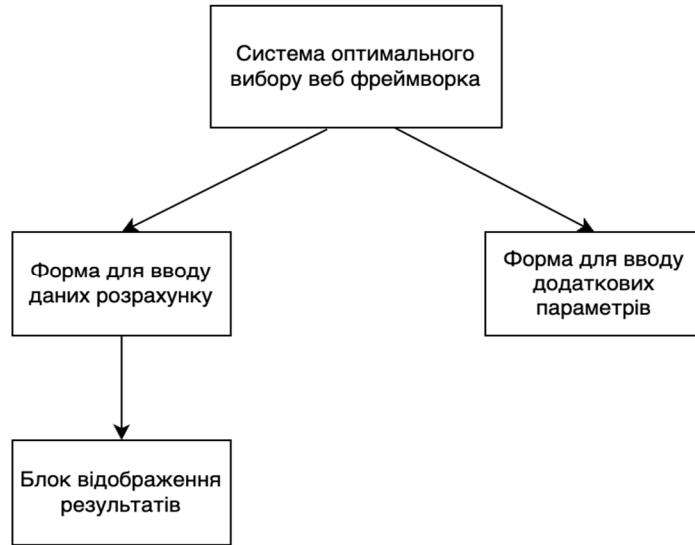 Система оптимального
вибору веб фреймворка
Форма для вводу
даних розрахунку
Форма для вводу
додаткових
параметрів
Блок відображення
результатів